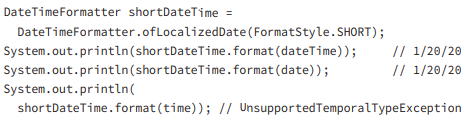 DateTimeFormatter shortDateTime =
  DateTimeFormatter.ofLocalizedDate(FormatStyle.SHORT);
System.out.println(shortDateTime.format(dateTime));     // 1/20/20
System.out.println(shortDateTime.format(date));         // 1/20/20
System.out.println(
  shortDateTime.format(time)); // UnsupportedTemporalTypeException